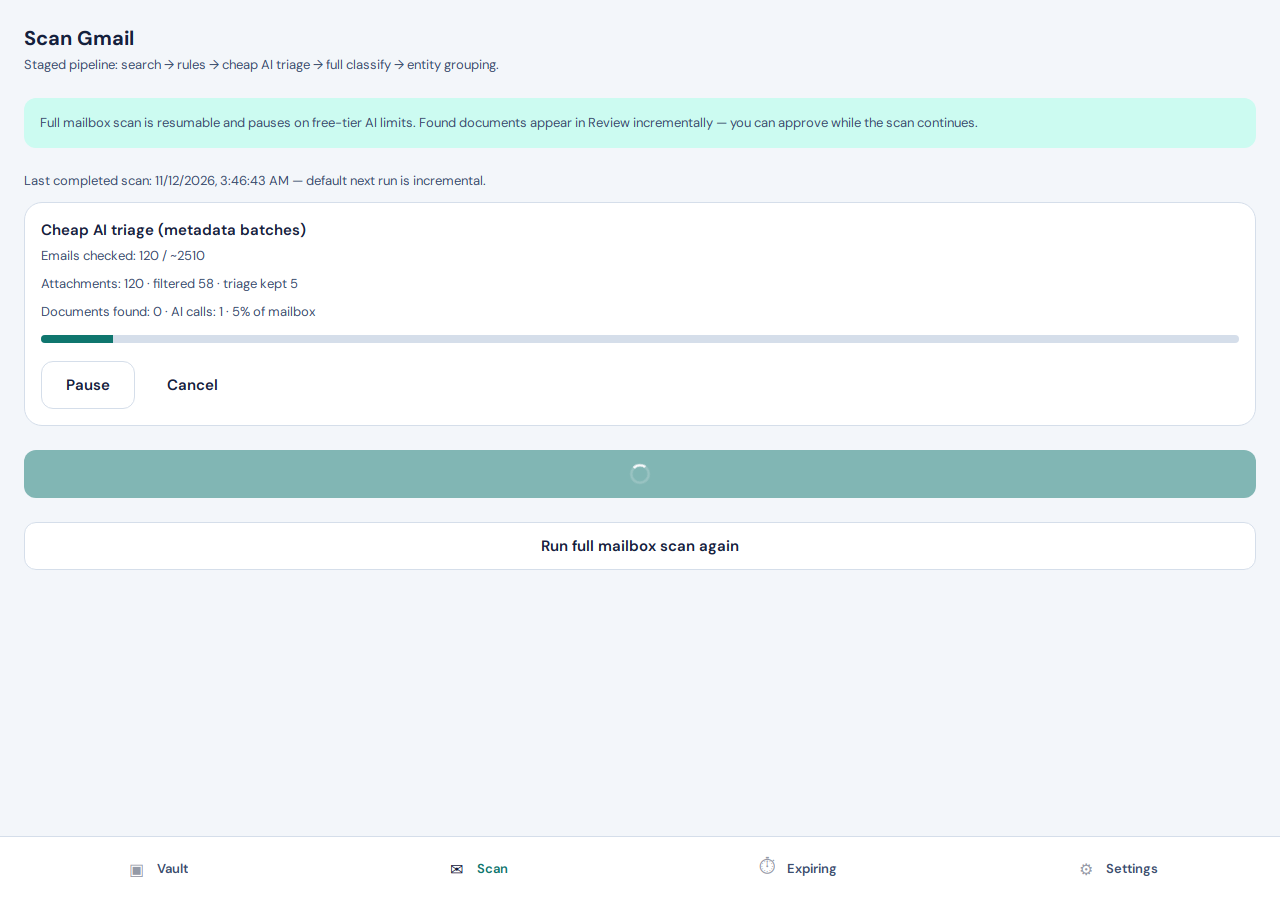 Scan Gmail
Staged pipeline: search → rules → cheap AI triage → full classify → entity grouping.
Full mailbox scan is resumable and pauses on free-tier AI limits. Found documents appear in Review incrementally — you can approve while the scan continues.
Last completed scan: 11/12/2026, 3:46:43 AM — default next run is incremental.
Cheap AI triage (metadata batches)
Emails checked: 120 / ~2510
Attachments: 120 · filtered 58 · triage kept 5
Documents found: 0 · AI calls: 1 · 5% of mailbox
Pause
Cancel
Run full mailbox scan again
Vault
Scan
Expiring
Settings